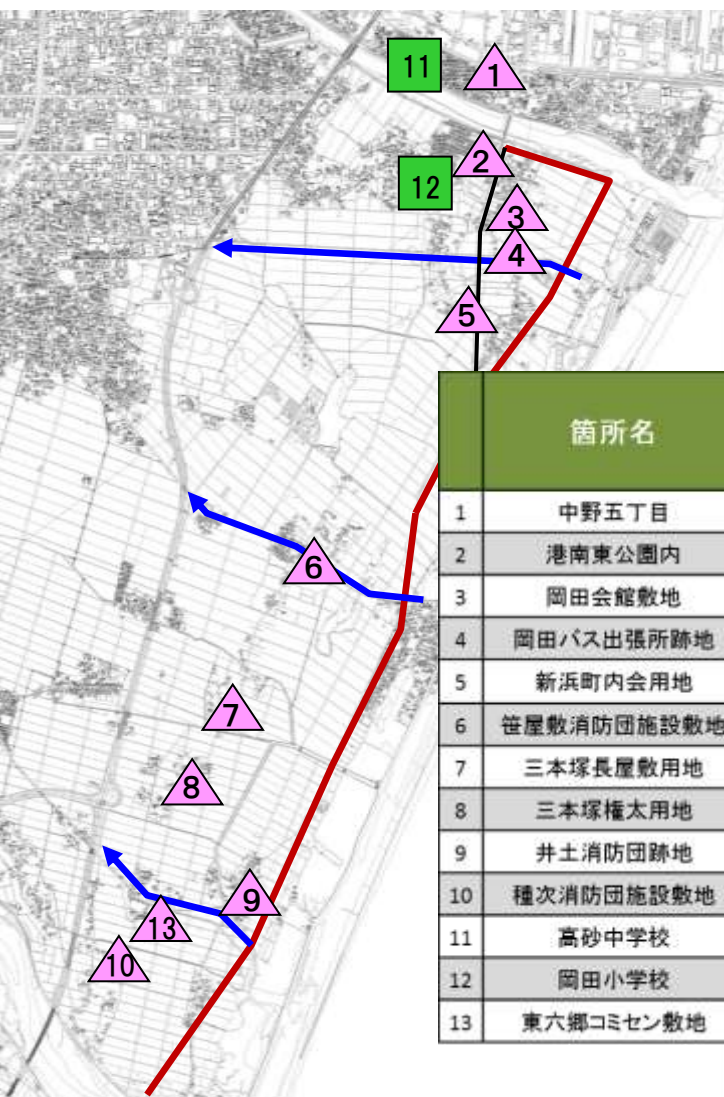 11
1
2
12
3
4
5
6
7
8
9
13
10
箇所名
1 中野五丁目
2 港南東公園内
3 岡田会館敷地
4 岡田バス出張所跡地
5 新浜町内会用地
6 笹屋敷消防団施設敷地
7 三本塚長屋敷用地
8 三本塚権太用地
9 井土消防団跡地
10 種次消防団施設敷地
11 高砂中学校
12 岡田小学校
13 東六郷コミセン敷地